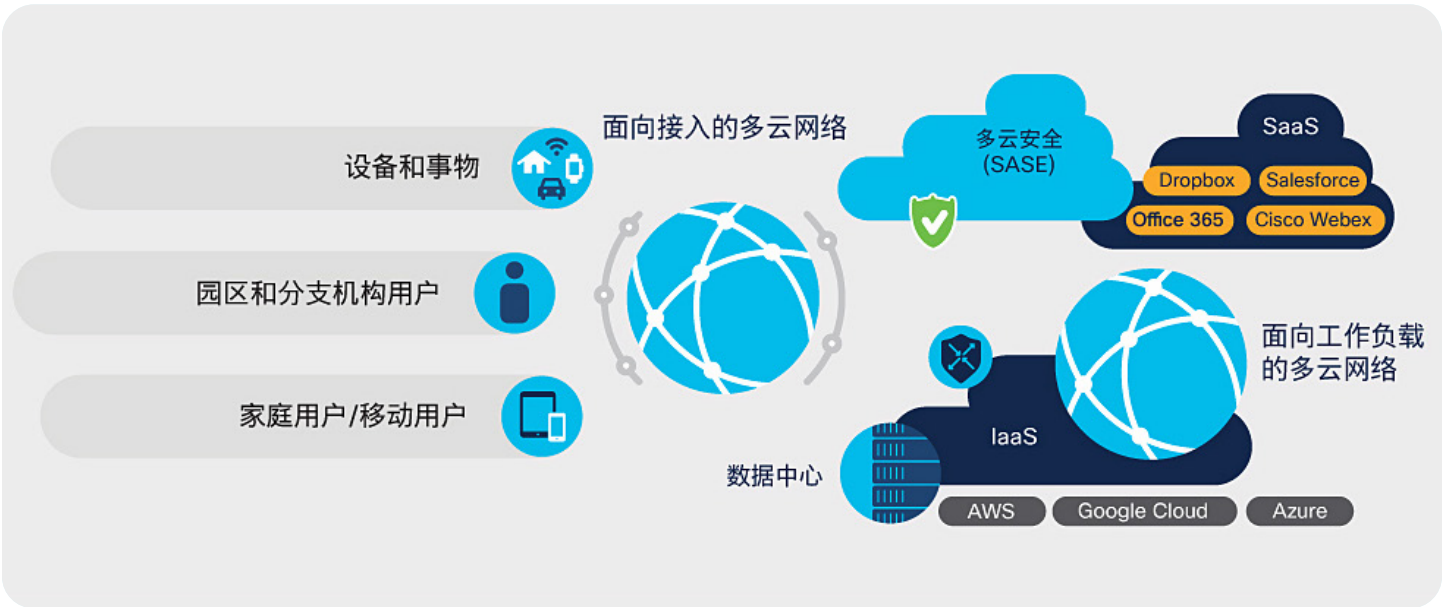 设备和事物
园区和分支机构用户
家庭用户/移动用户
面向接入的多云网络
多云安全
(SASE)
SaaS
Dropbox
Salesforce
Office 365
Cisco Webex
面向工作负载
的多云网络
IaaS
数据中心
AWS
Google Cloud
Azure